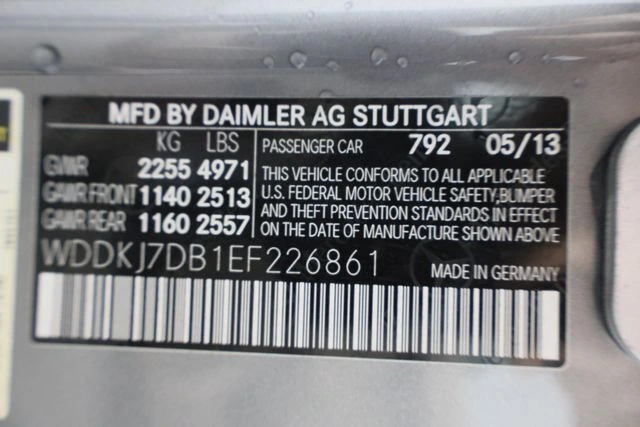 MFD BY DAIMLER AG STUTTGART
KG LBS
GVWR 2255 4971
GAWR FRONT 1140 2513
GAWR REAR 1160 2557
PASSENGER CAR 792 05/13
THIS VEHICLE CONFORMS TO ALL APPLICABLE
U.S. FEDERAL MOTOR VEHICLE SAFETY, BUMPER
AND THEFT PREVENTION STANDARDS IN EFFECT
ON THE DATE OF MANUFACTURE SHOWN ABOVE
WDDKJ7DB1EF226861
MADE IN GERMANY